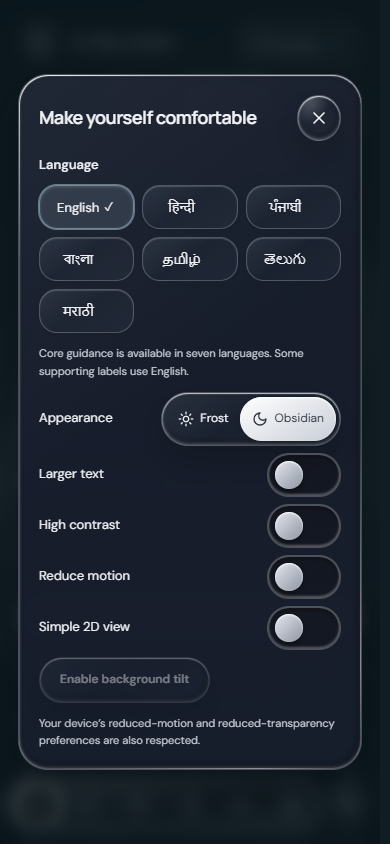 Make yourself comfortable
Language
English ✓
हिन्दी
ਪੰਜਾਬੀ
বাংলা
தமிழ்
తెలుగు
मराठी
Core guidance is available in seven languages. Some
supporting labels use English.
Appearance
Frost
Obsidian
Larger text
High contrast
Reduce motion
Simple 2D view
Enable background tilt
Your device's reduced-motion and reduced-transparency
preferences are also respected.